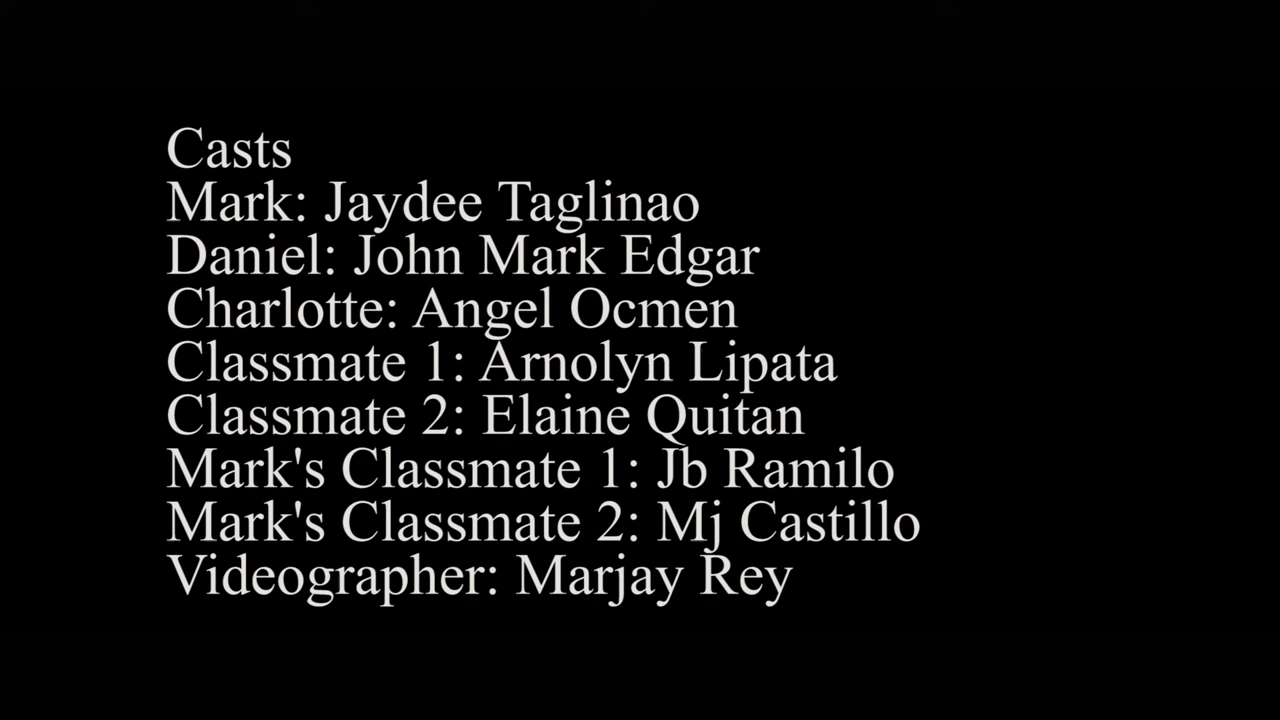 Casts
Mark: Jaydee Taglinao
Daniel: John Mark Edgar
Charlotte: Angel Ocmen
Classmate 1: Arnolyn Lipata
Classmate 2: Elaine Quitan
Mark's Classmate 1: Jb Ramilo
Mark's Classmate 2: Mj Castillo
Videographer: Marjay Rey